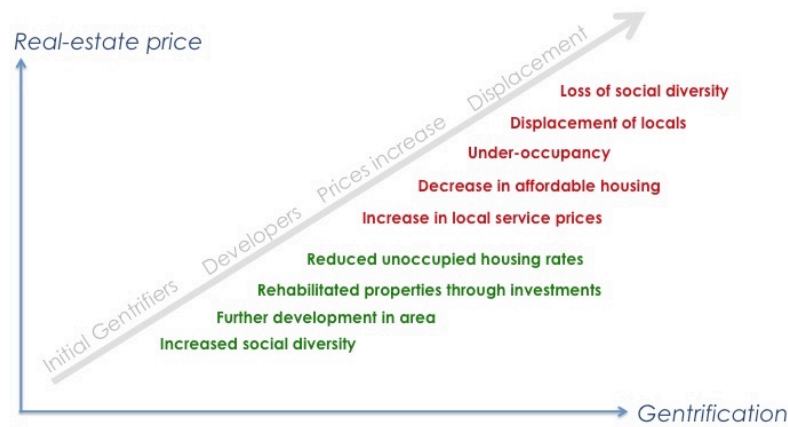 Real-estate price
Displacement
Prices increase
Developers
Initial Gentrifiers
Loss of social diversity
Displacement of locals
Under-occupancy
Decrease in affordable housing
Increase in local service prices
Reduced unoccupied housing rates
Rehabilitated properties through investments
Further development in area
Increased social diversity
Gentrification